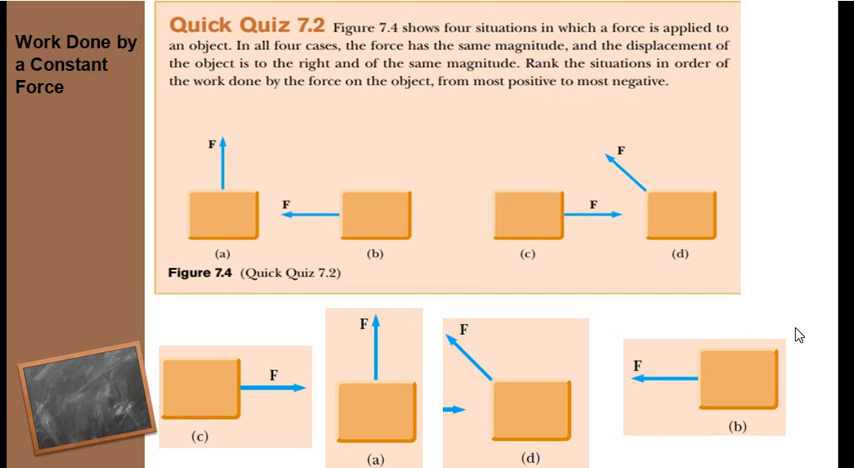 Work Done by
a Constant
Force
Quick Quiz 7.2 Figure 7.4 shows four situations in which a force is applied to
an object. In all four cases, the force has the same magnitude, and the displacement of
the object is to the right and of the same magnitude. Rank the situations in order of
the work done by the force on the object, from most positive to most negative.
F
F
F
F
(a)
(b)
(c)
(d)
Figure 7.4 (Quick Quiz 7.2)
F
(c)
F
(a)
F
(d)
F
(b)